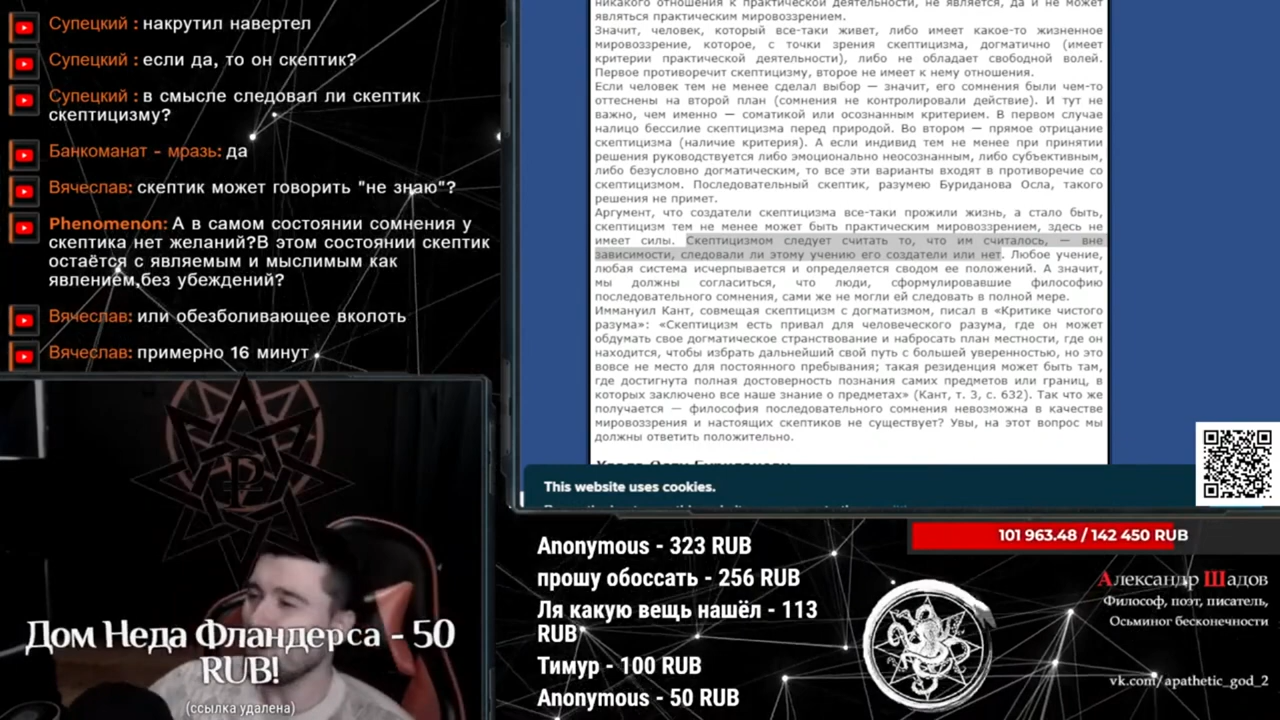 Супецкий : накрутил навертел
Супецкий : если да, то он скептик?
Супецкий : в смысле следовал ли скептик
скептицизму?
Банкоманат - мразь: да
Вячеслав: скептик может говорить "не знаю"?
Phenomenon: А в самом состоянии сомнения у
скептика нет желаний?В этом состоянии скептик
остаётся с являемым и мыслимым как
явлением,без убеждений?
Вячеслав: или обезболивающее вколоть
Вячеслав: примерно 16 минут
никакого отношения к практической деятельности, не является, да и не может
являться практическим мировоззрением.
Значит, человек, который все-таки живет, либо имеет какое-то жизненное
мировоззрение, которое, с точки зрения скептицизма, догматично (имеет
критерии практической деятельности), либо не обладает свободной волей.
Первое противоречит скептицизму, второе не имеет к нему отношения.
Если человек тем не менее сделал выбор — значит, его сомнения были чем-то
оттеснены на второй план (сомнения не контролировали действие). И тут не
важно, чем именно — соматикой или осознанным критерием. В первом случае
налицо бессилие скептицизма перед природой. Во втором — прямое отрицание
скептицизма (наличие критерия). А если индивид тем не менее при принятии
решения руководствуется либо эмоционально неосознанным, либо субъективным,
либо безусловно догматическим, то все эти варианты входят в противоречие со
скептицизмом. Последовательный скептик, разумею Буриданова Осла, такого
решения не примет.
Аргумент, что создатели скептицизма все-таки прожили жизнь, а стало быть,
скептицизм тем не менее может быть практическим мировоззрением, здесь не
имеет силы. Скептицизмом следует считать то, что им считалось, — вне
зависимости, следовали ли этому учению его создатели или нет. Любое учение,
любая система исчерпывается и определяется сводом ее положений. А значит,
мы должны согласиться, что люди, сформулировавшие философию
последовательного сомнения, сами же не могли ей следовать в полной мере.
Иммануил Кант, совмещая скептицизм с догматизмом, писал в «Критике чистого
разума»: «Скептицизм есть привал для человеческого разума, где он может
обдумать свое догматическое странствование и набросать план местности, где он
находится, чтобы избрать дальнейший свой путь с большей уверенностью, но это
вовсе не место для постоянного пребывания; такая резиденция может быть там,
где достигнута полная достоверность познания самих предметов или границ, в
которых заключено все наше знание о предметах» (Кант, т. 3, с. 632). Так что же
получается — философия последовательного сомнения невозможна в качестве
мировоззрения и настоящих скептиков не существует? Увы, на этот вопрос мы
должны ответить положительно.
This website uses cookies.
Дом Неда Фландерса - 50
RUB!
(ссылка удалена)
Anonymous - 323 RUB
прошу обоссать - 256 RUB
Ля какую вещь нашёл - 113
RUB
Тимур - 100 RUB
Anonymous - 50 RUB
101 963.48 / 142 450 RUB
Александр Шадов
Философ, поэт, писатель,
Осьминог бесконечности
vk.com/apathetic_god_2